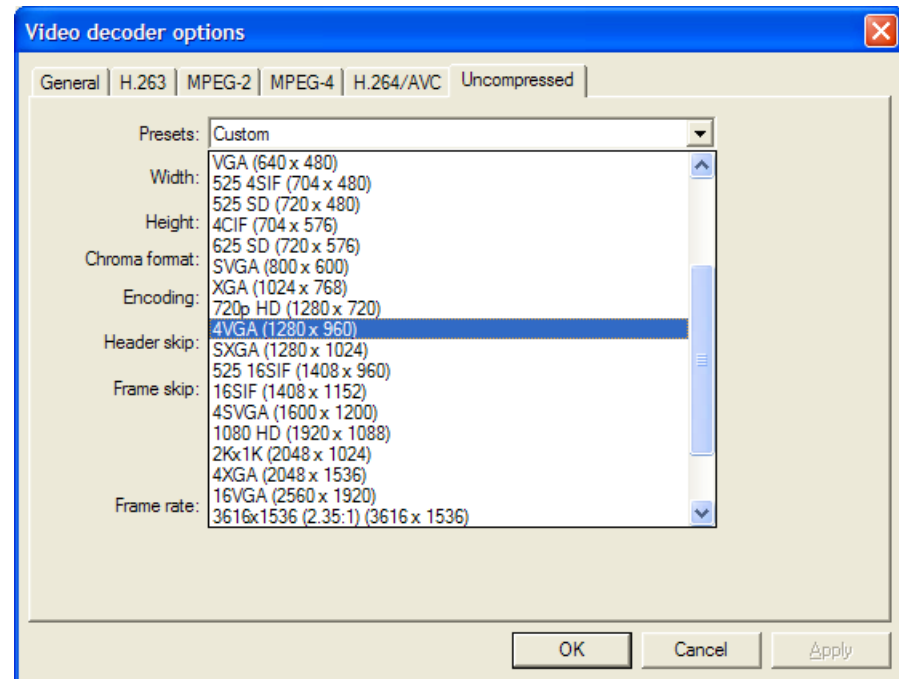 Video decoder options
General H.263 MPEG-2 MPEG-4 H.264/AVC Uncompressed
Presets: Custom
Width:
Height:
Chroma format:
Encoding:
Header skip:
Frame skip:
Frame rate:
VGA (640 x 480)
525 4SIF (704 x 480)
525 SD (720 x 480)
4CIF (704 x 576)
625 SD (720 x 576)
SVGA (800 x 600)
XGA (1024 x 768)
720p HD (1280 x 720)
4VGA (1280 x 960)
SXGA (1280 x 1024)
525 16SIF (1408 x 960)
16SIF (1408 x 1152)
4SVGA (1600 x 1200)
1080 HD (1920 x 1088)
2Kx1K (2048 x 1024)
4XGA (2048 x 1536)
16VGA (2560 x 1920)
3616x1536 (2.35:1) (3616 x 1536)
OK Cancel Apply